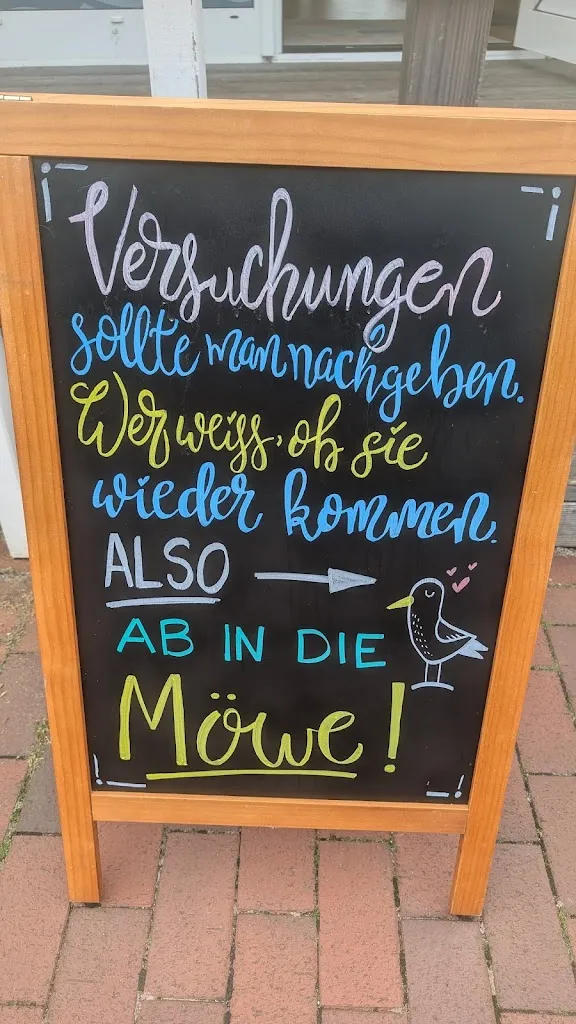 Versuchungen
sollte man nachgeben.
Wer weiss, ob sie
wieder kommen.
ALSO
AB IN DIE
Möwe!